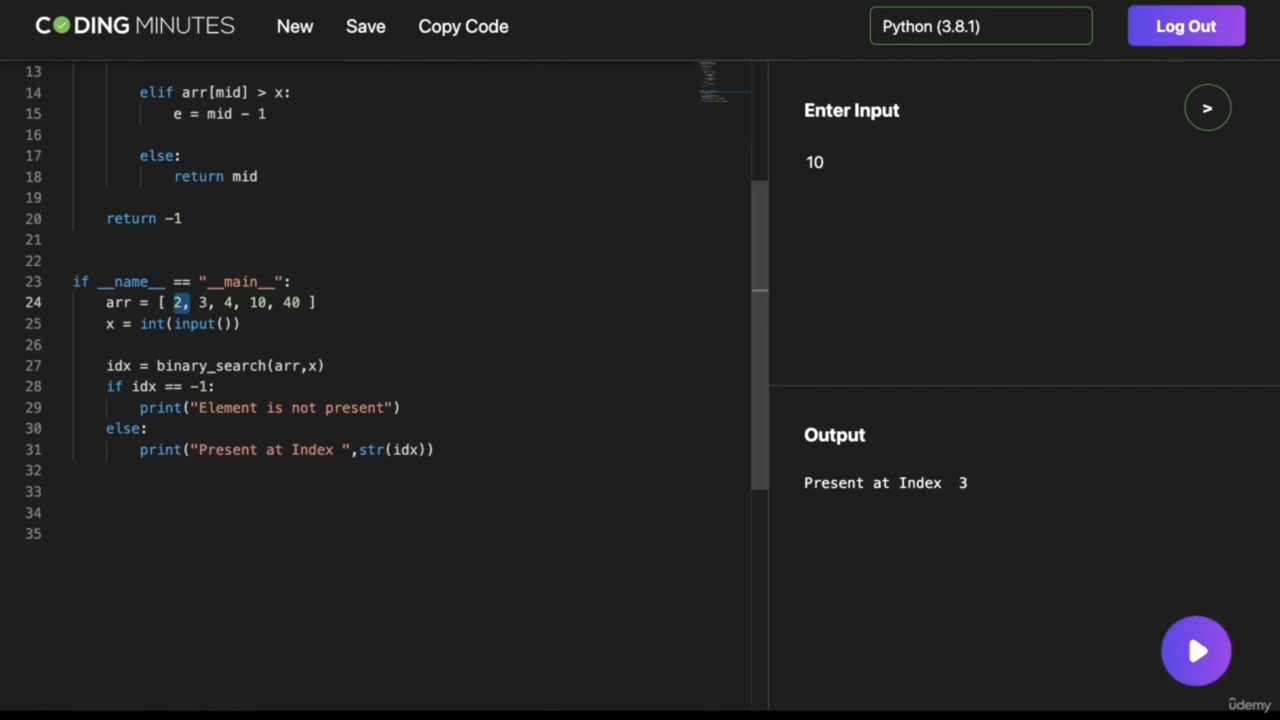 CODING MINUTES New Save Copy Code Python (3.8.1) Log Out
13
14 elif arr[mid] > x:
15 e = mid - 1
16
17 else:
18 return mid
19
20 return -1
21
22
23 if __name__ == "__main__":
24 arr = [ 2, 3, 4, 10, 40 ]
25 x = int(input())
26
27 idx = binary_search(arr,x)
28 if idx == -1:
29 print("Element is not present")
30 else:
31 print("Present at Index ",str(idx))
32
33
34
35
Enter Input
>
10
Output
Present at Index  3
ûdemy